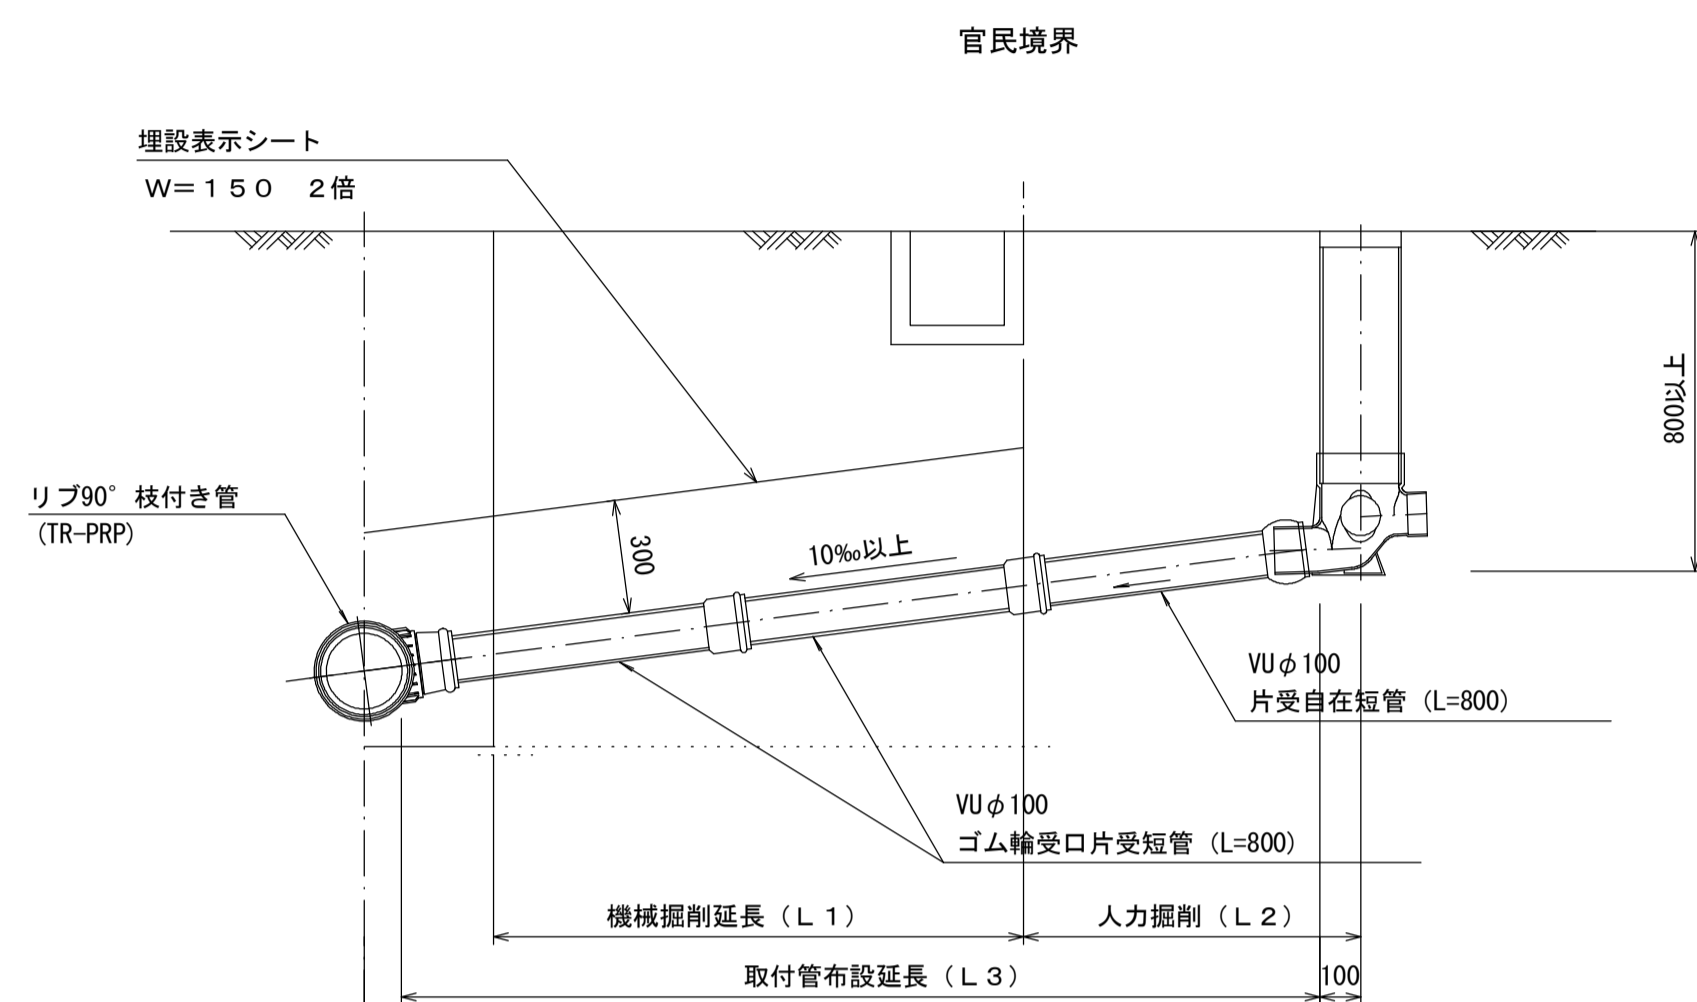 官民境界
埋設表示シート
W=150 2倍
リブ90°枝付き管
(TR-PRP)
300
10‰以上
800以下
VUφ100
片受自在短管 (L=800)
VUφ100
ゴム輪受口片受短管 (L=800)
機械掘削延長(L1)
人力掘削(L2)
取付管布設延長(L3)
100